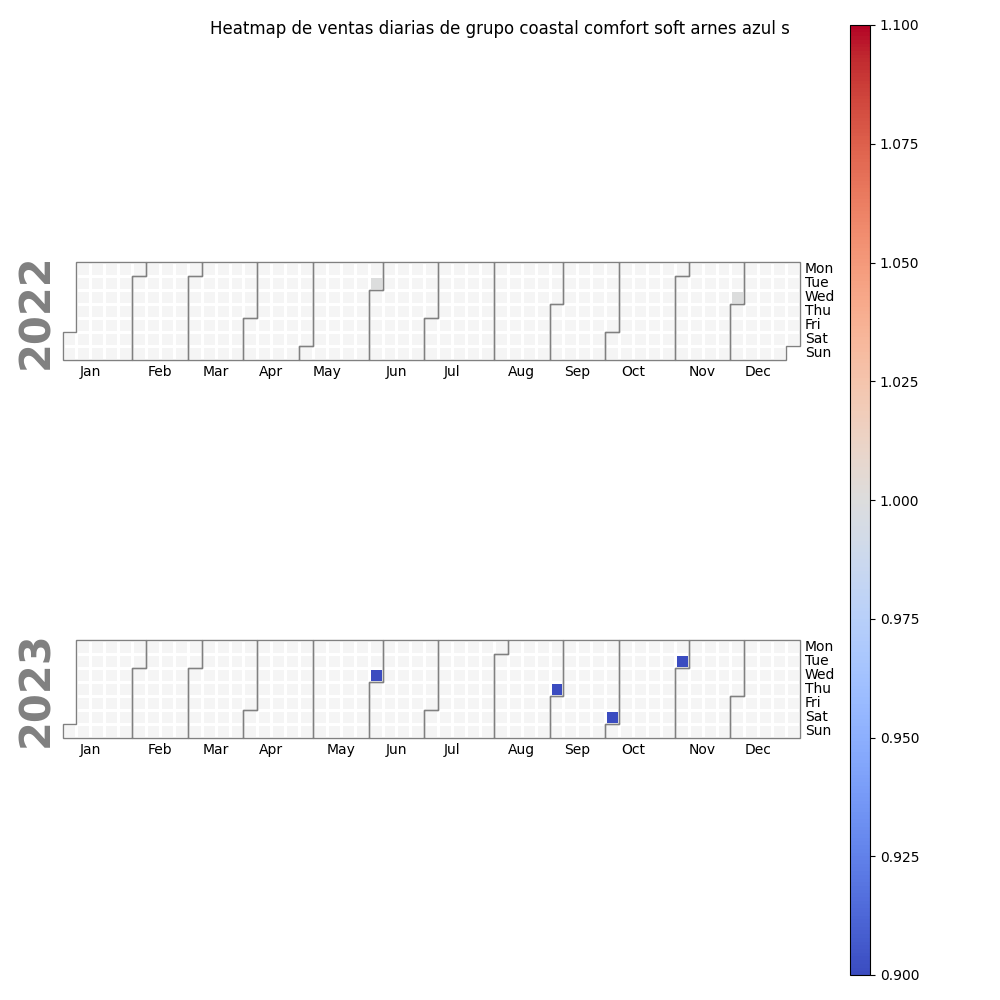 Heatmap de ventas diarias de grupo coastal comfort soft arnes azul s
2022
Mon
Tue
Wed
Thu
Fri
Sat
Sun
Jan Feb Mar Apr May Jun Jul Aug Sep Oct Nov Dec
2023
Mon
Tue
Wed
Thu
Fri
Sat
Sun
Jan Feb Mar Apr May Jun Jul Aug Sep Oct Nov Dec
1.100
1.075
1.050
1.025
1.000
0.975
0.950
0.925
0.900